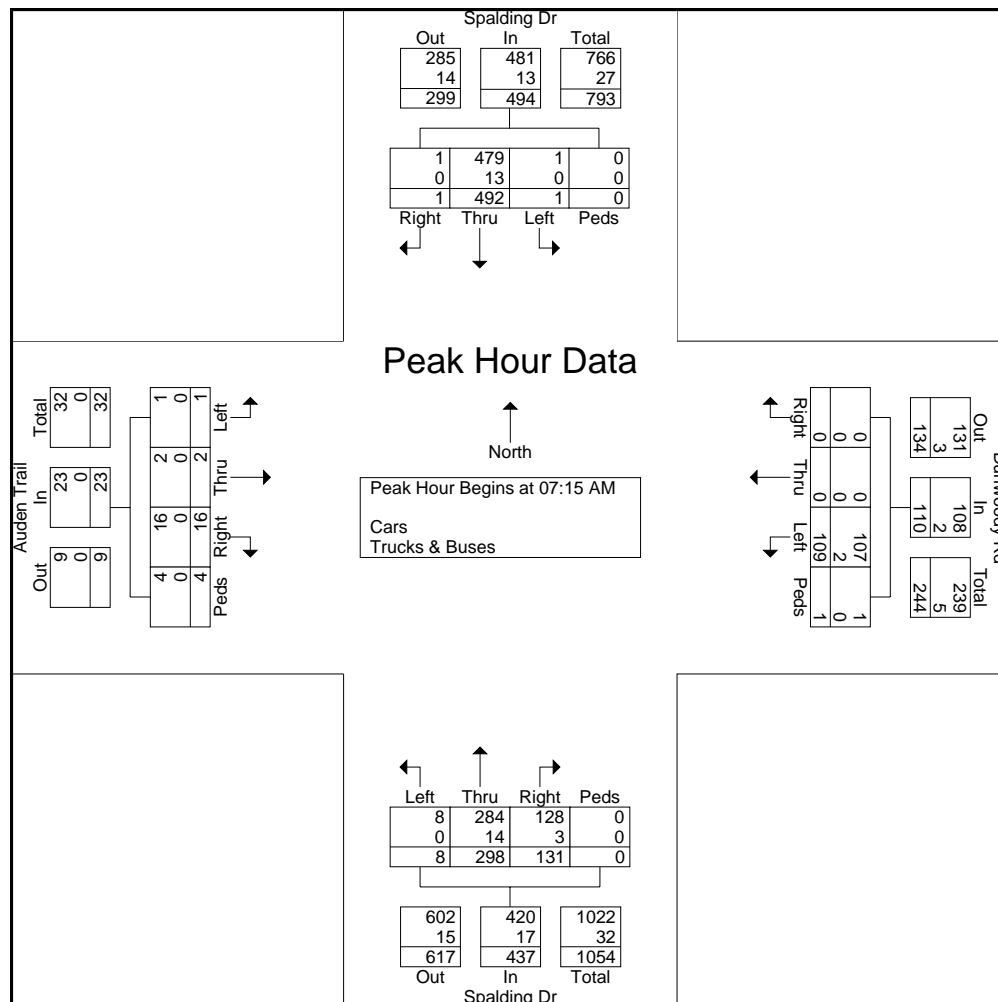 Spalding Dr
Out In Total
285 481 766
14 13 27
299 494 793
1 479 1 0
0 13 0 0
1 492 1 0
Right Thru Left Peds
Peak Hour Data
North
Peak Hour Begins at 07:15 AM
Cars
Trucks & Buses
Auden Trail
Total In Out
32 23 9
0 0 0
32 23 9
1 2 16 4
0 0 0 0
1 2 16 4
Left Thru Right Peds
Out In Total
131 108 239
3 2 5
134 110 244
0 0 107 1
0 0 2 0
0 0 109 1
Right Thru Left Peds
Left Thru Right Peds
8 284 128 0
0 14 3 0
8 298 131 0
602 420 1022
15 17 32
617 437 1054
Out In Total
Spalding Dr